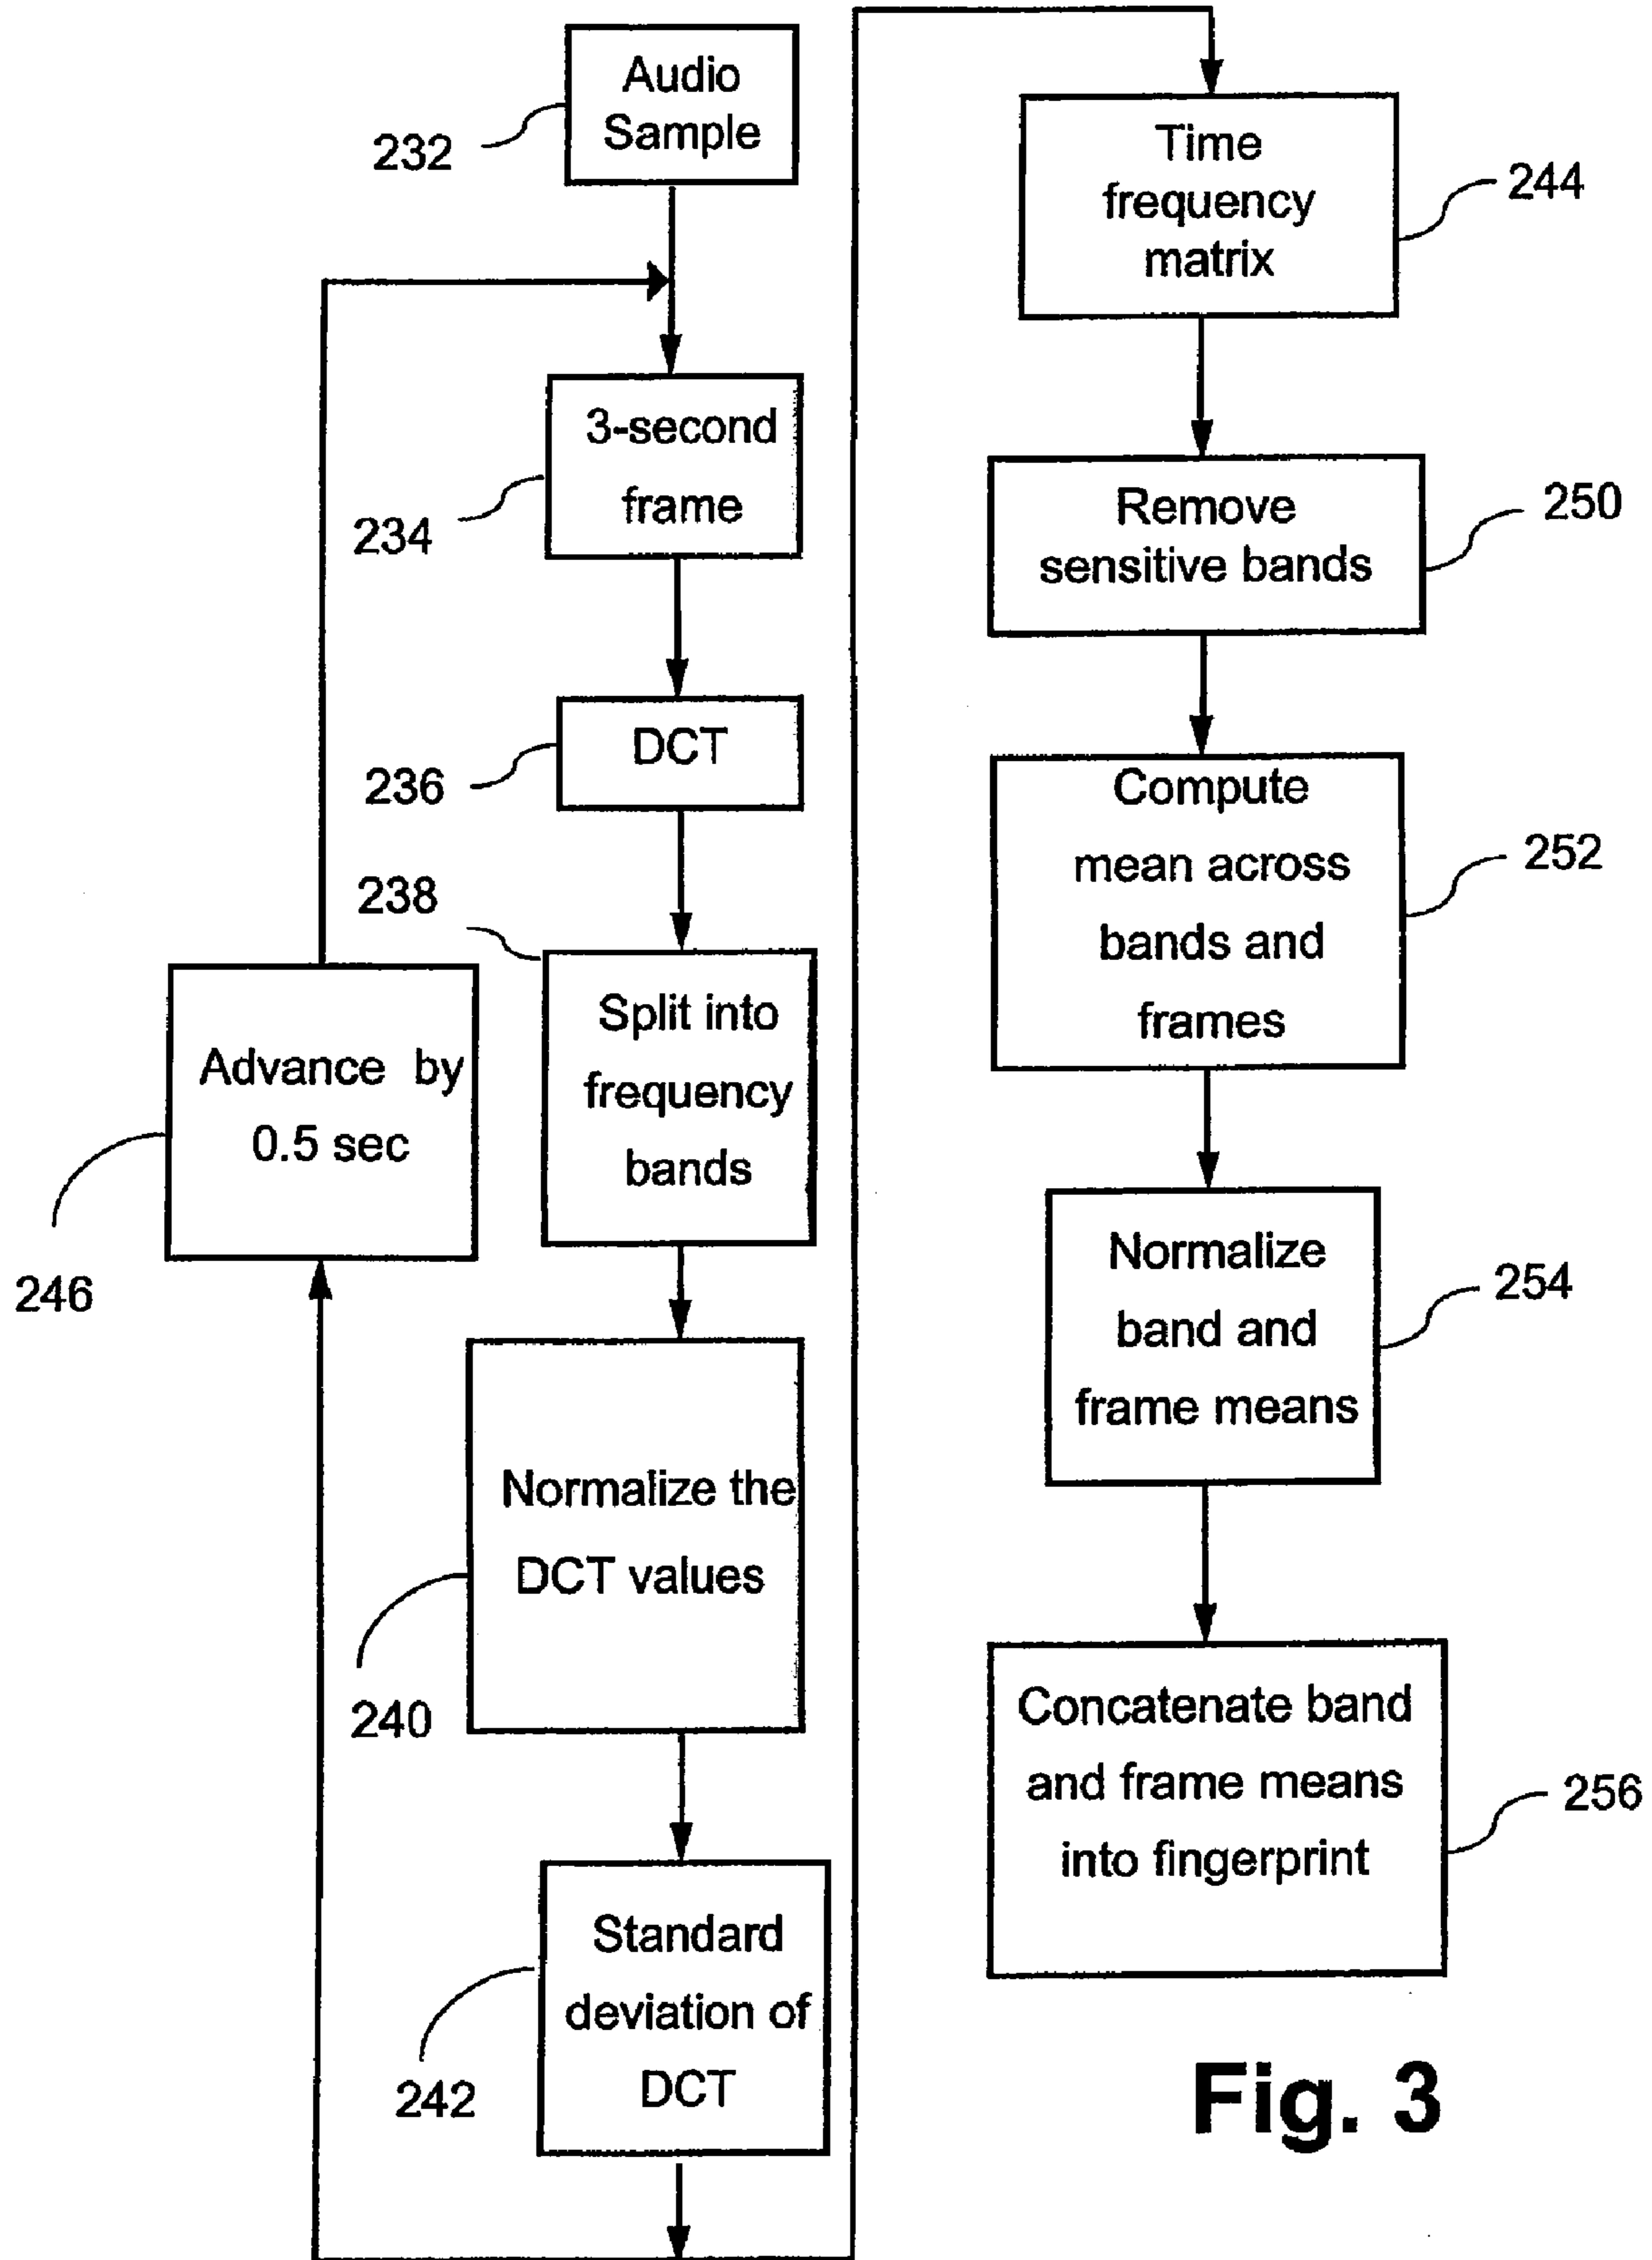 Audio
Sample
232
3-second
frame
234
DCT
236
238
Split into
frequency
bands
Advance by
0.5 sec
246
Normalize the
DCT values
240
Standard
deviation of
DCT
242
Time
frequency
matrix
244
Remove
sensitive bands
250
Compute
mean across
bands and
frames
252
Normalize
band and
frame means
254
Concatenate band
and frame means
into fingerprint
256
Fig. 3